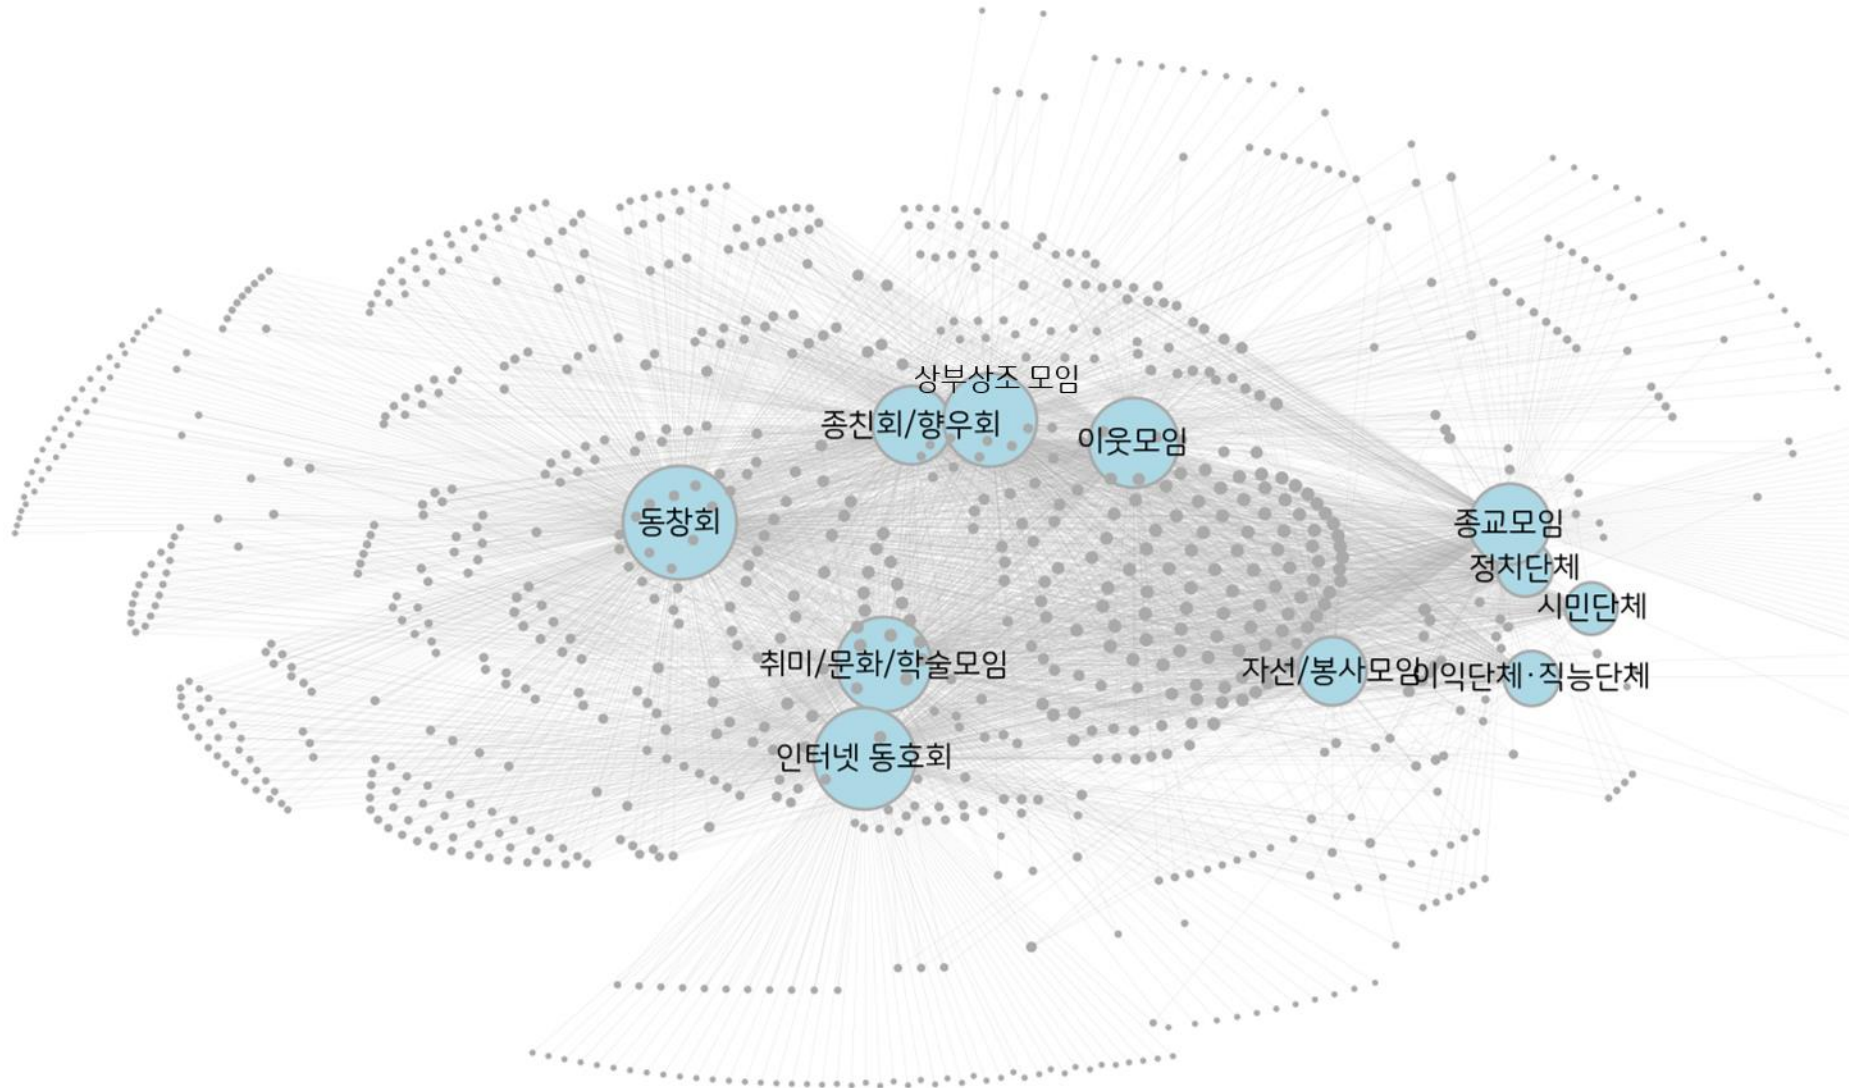 상부상조 모임
종친회/향우회
이웃모임
동창회
종교모임
정치단체
시민단체
취미/문화/학술모임
자선/봉사모임
이익단체·직능단체
인터넷 동호회